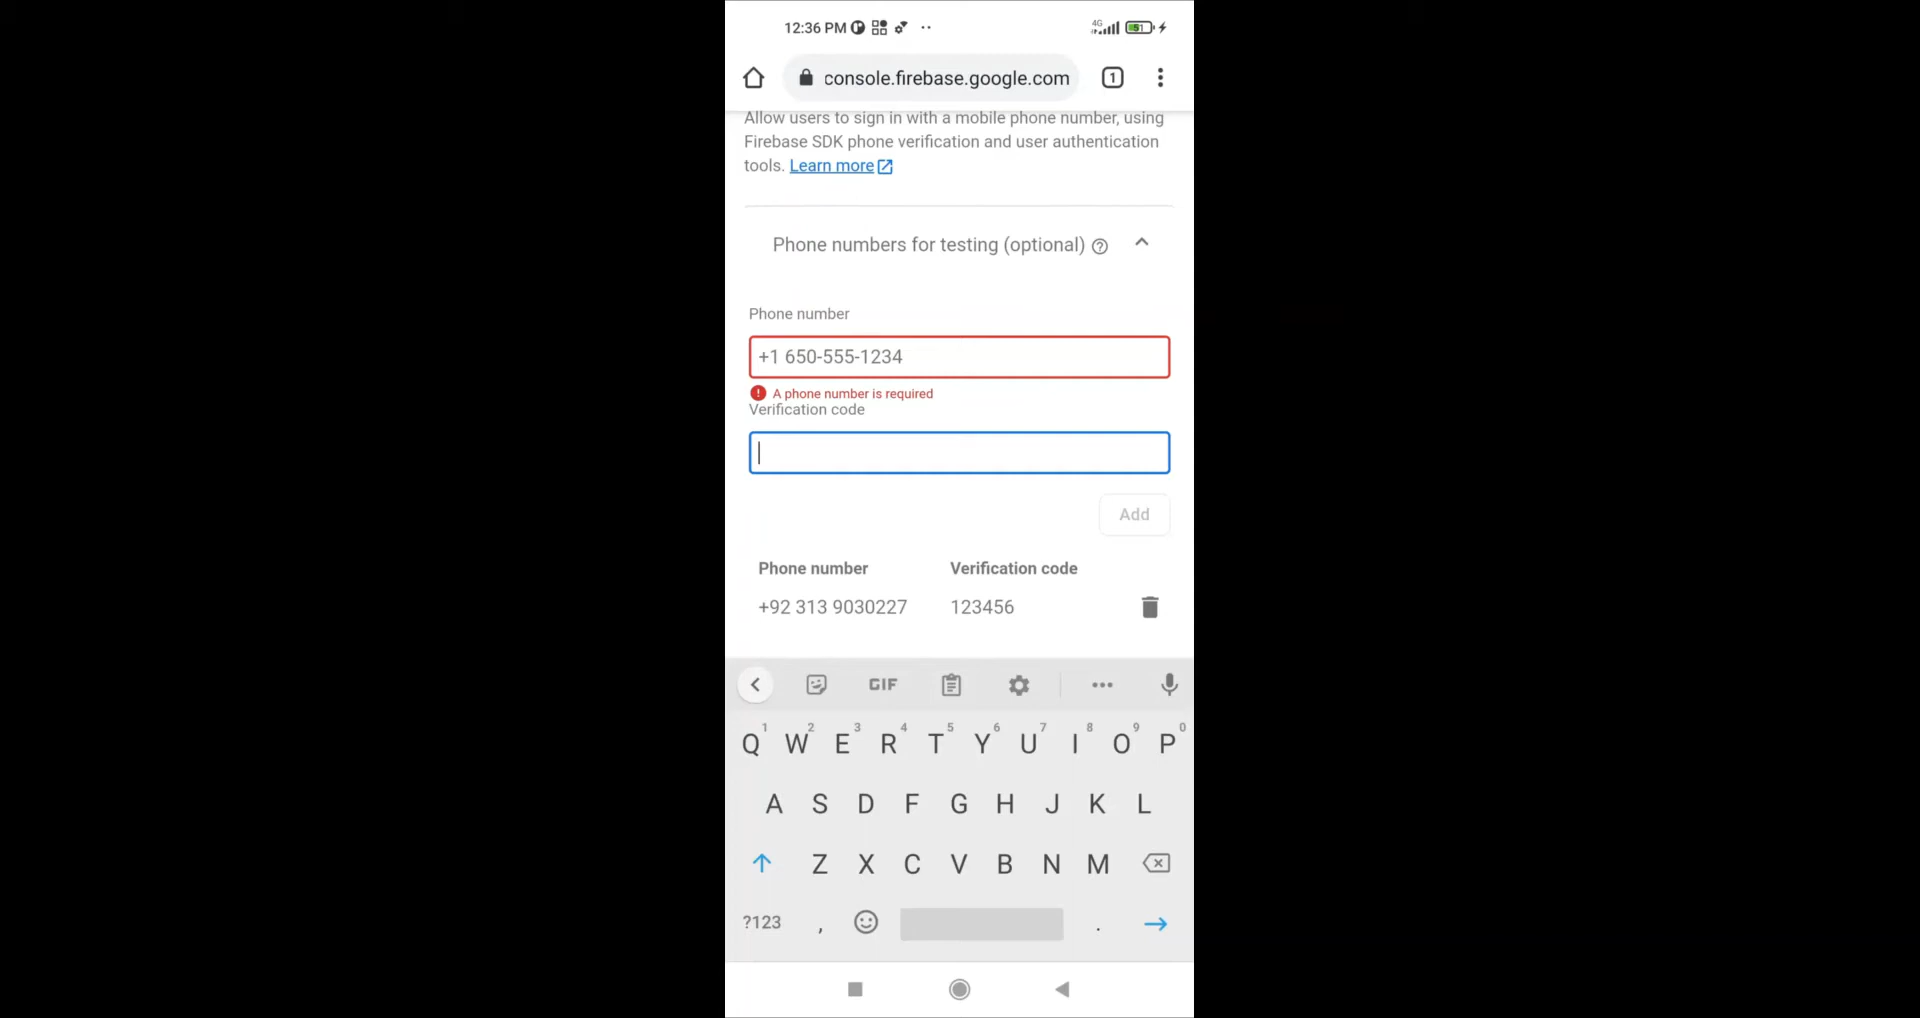 12:36 PM
4G
51
console.firebase.google.com
1
Allow users to sign in with a mobile phone number, using
Firebase SDK phone verification and user authentication
tools. Learn more
Phone numbers for testing (optional)
Phone number
+1 650-555-1234
A phone number is required
Verification code
Add
Phone number Verification code
+92 313 9030227 123456
GIF
1 2 3 4 5 6 7 8 9 0
Q W E R T Y U I O P
A S D F G H J K L
Z X C V B N M
?123 , .